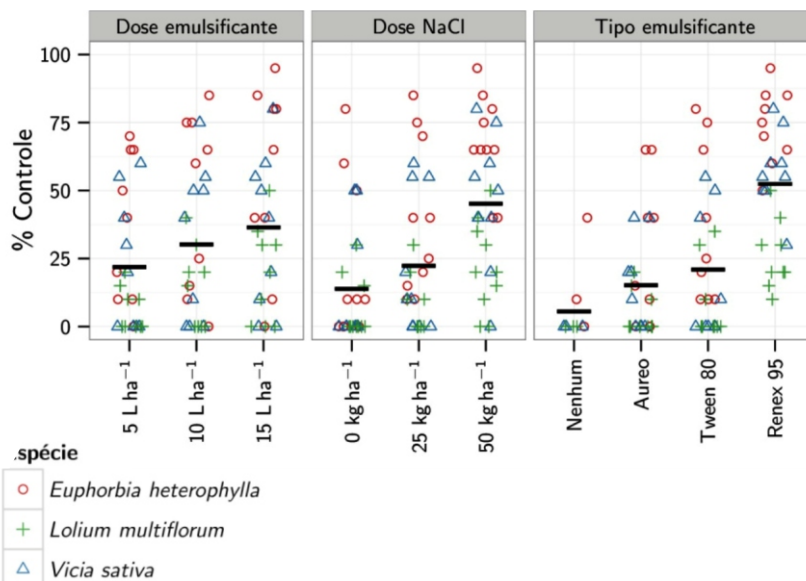 Dose emulsificante
Dose NaCl
Tipo emulsificante
% Controle
100
75
50
25
0
5 L ha⁻¹
10 L ha⁻¹
15 L ha⁻¹
0 kg ha⁻¹
25 kg ha⁻¹
50 kg ha⁻¹
Nenhum
Aureo
Tween 80
Renex 95
spécie
Euphorbia heterophylla
Lolium multiflorum
Vicia sativa